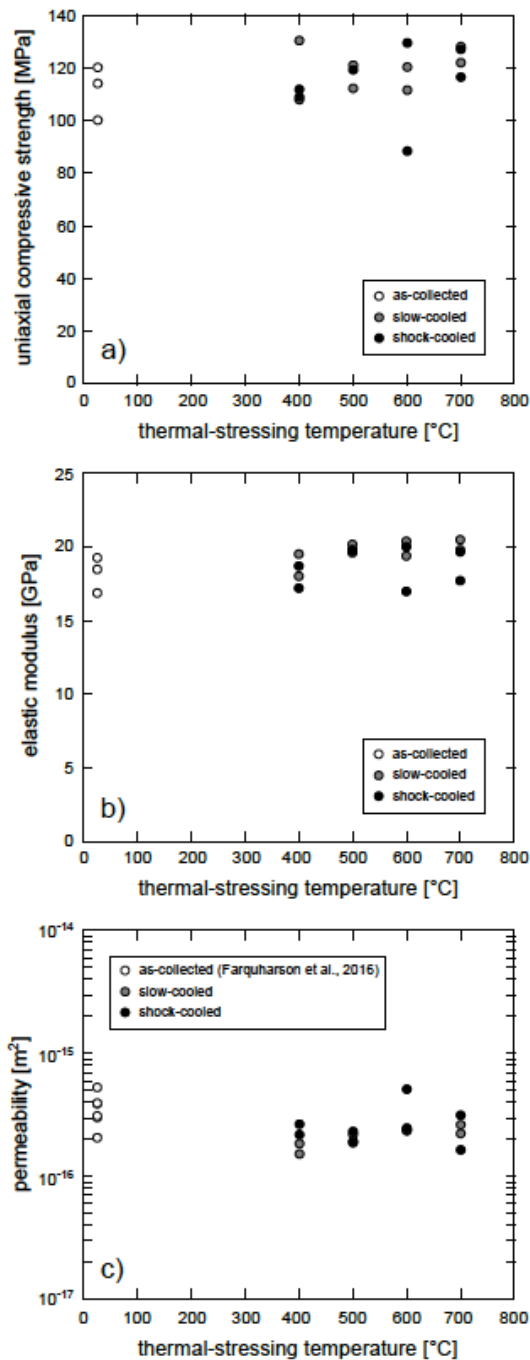 140
120
100
80
60
40
20
0
uniaxial compressive strength [MPa]
as-collected
slow-cooled
shock-cooled
a)
0 100 200 300 400 500 600 700 800
thermal-stressing temperature [°C]
25
20
15
10
5
0
elastic modulus [GPa]
as-collected
slow-cooled
shock-cooled
b)
0 100 200 300 400 500 600 700 800
thermal-stressing temperature [°C]
10-14
10-15
10-16
10-17
permeability [m2]
as-collected (Farquharson et al., 2016)
slow-cooled
shock-cooled
c)
0 100 200 300 400 500 600 700 800
thermal-stressing temperature [°C]